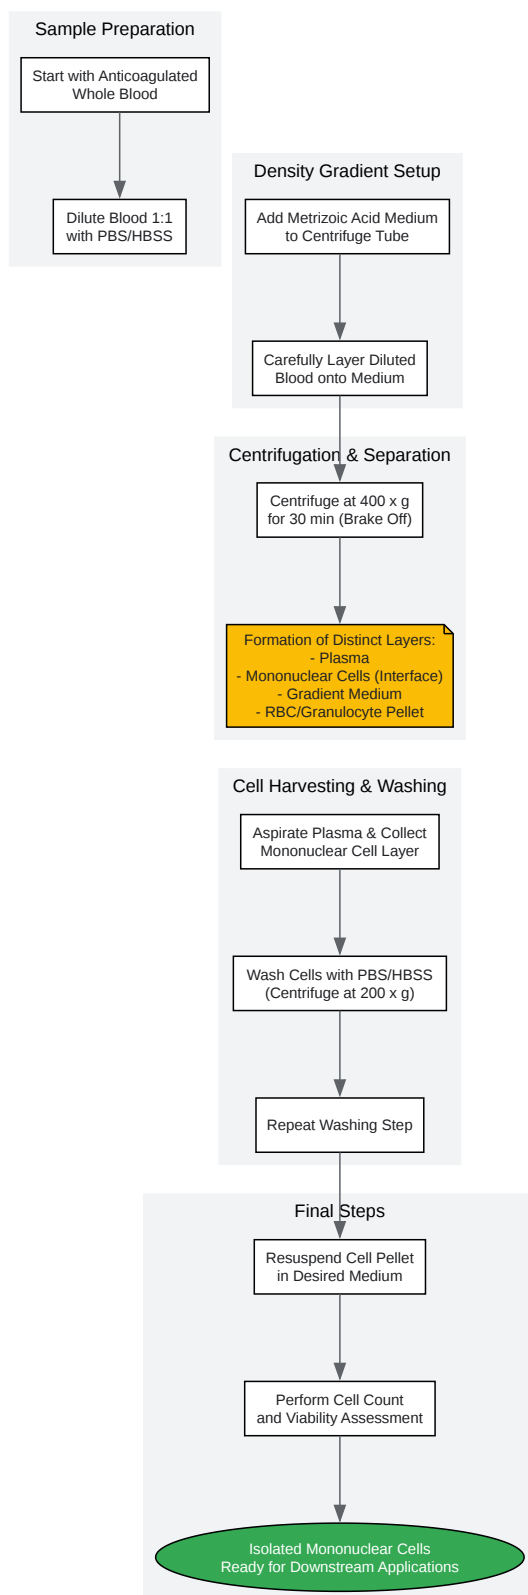 Sample Preparation
Start with Anticoagulated
Whole Blood
Dilute Blood 1:1
with PBS/HBSS
Density Gradient Setup
Add Metrizoic Acid Medium
to Centrifuge Tube
Carefully Layer Diluted
Blood onto Medium
Centrifugation & Separation
Centrifuge at 400 x g
for 30 min (Brake Off)
Formation of Distinct Layers:
- Plasma
- Mononuclear Cells (Interface)
- Gradient Medium
- RBC/Granulocyte Pellet
Cell Harvesting & Washing
Aspirate Plasma & Collect
Mononuclear Cell Layer
Wash Cells with PBS/HBSS
(Centrifuge at 200 x g)
Repeat Washing Step
Final Steps
Resuspend Cell Pellet
in Desired Medium
Perform Cell Count
and Viability Assessment
Isolated Mononuclear Cells
Ready for Downstream Applications